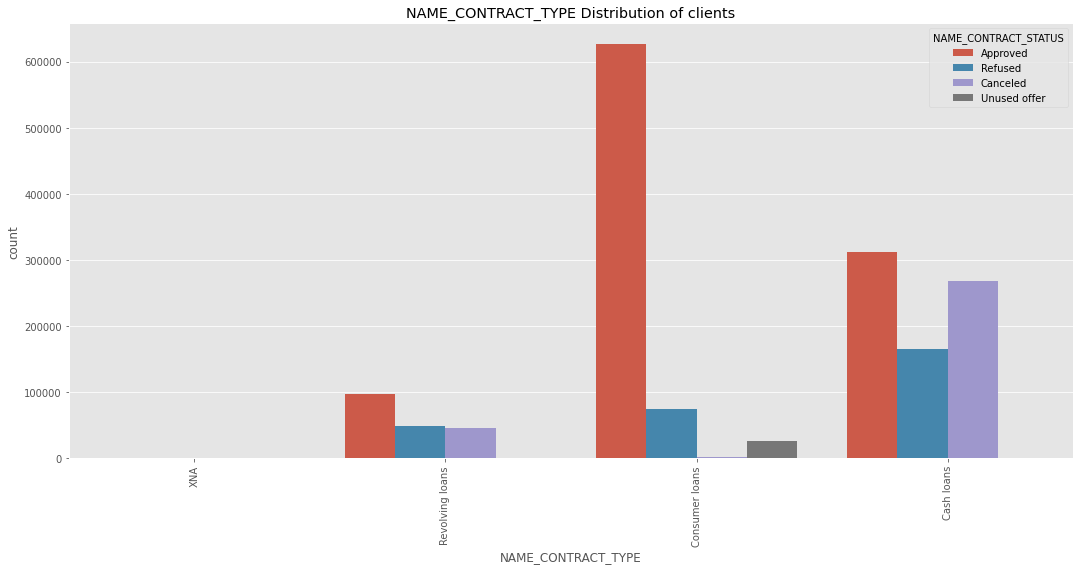 NAME_CONTRACT_TYPE Distribution of clients
NAME_CONTRACT_STATUS
Approved
Refused
Canceled
Unused offer
count
600000
500000
400000
300000
200000
100000
0
XNA
Revolving loans
Consumer loans
Cash loans
NAME_CONTRACT_TYPE